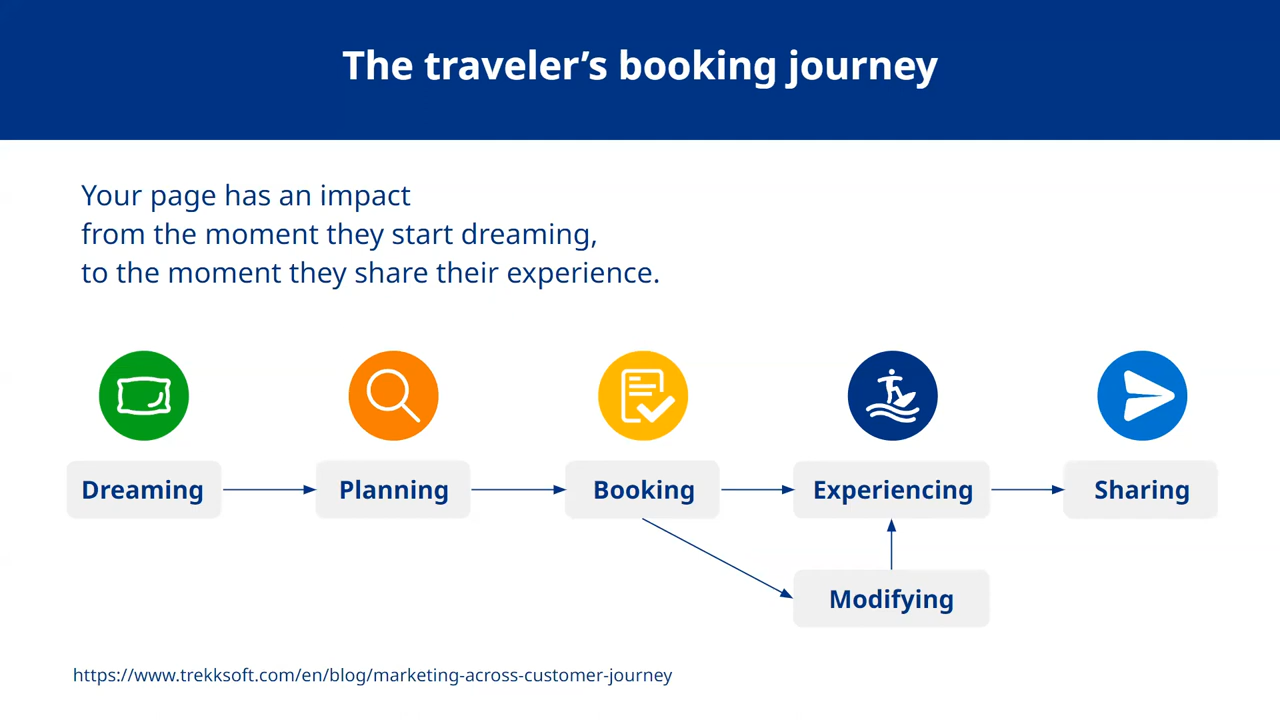 The traveler’s booking journey
Your page has an impact
from the moment they start dreaming,
to the moment they share their experience.
Dreaming
Planning
Booking
Experiencing
Sharing
Modifying
https://www.trekksoft.com/en/blog/marketing-across-customer-journey